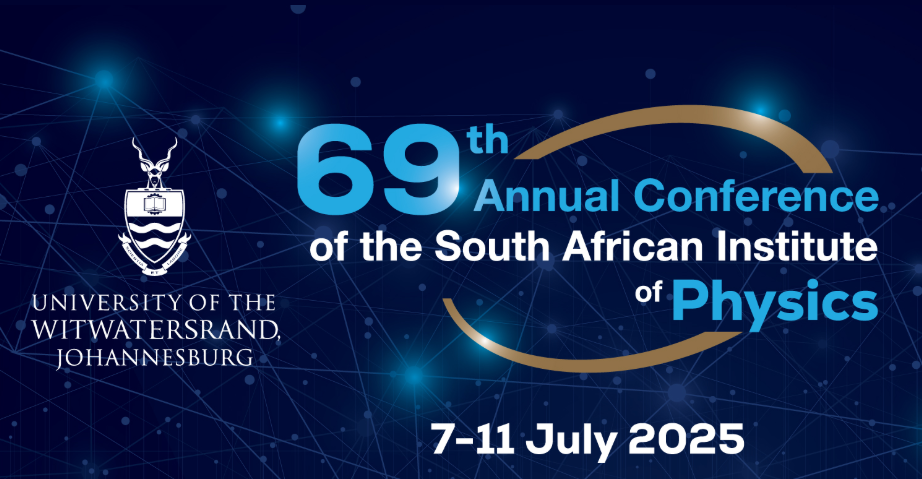 UNIVERSITY OF THE
WITWATERSRAND,
JOHANNESBURG
69th
Annual Conference
of the South African Institute
of Physics
7-11 July 2025